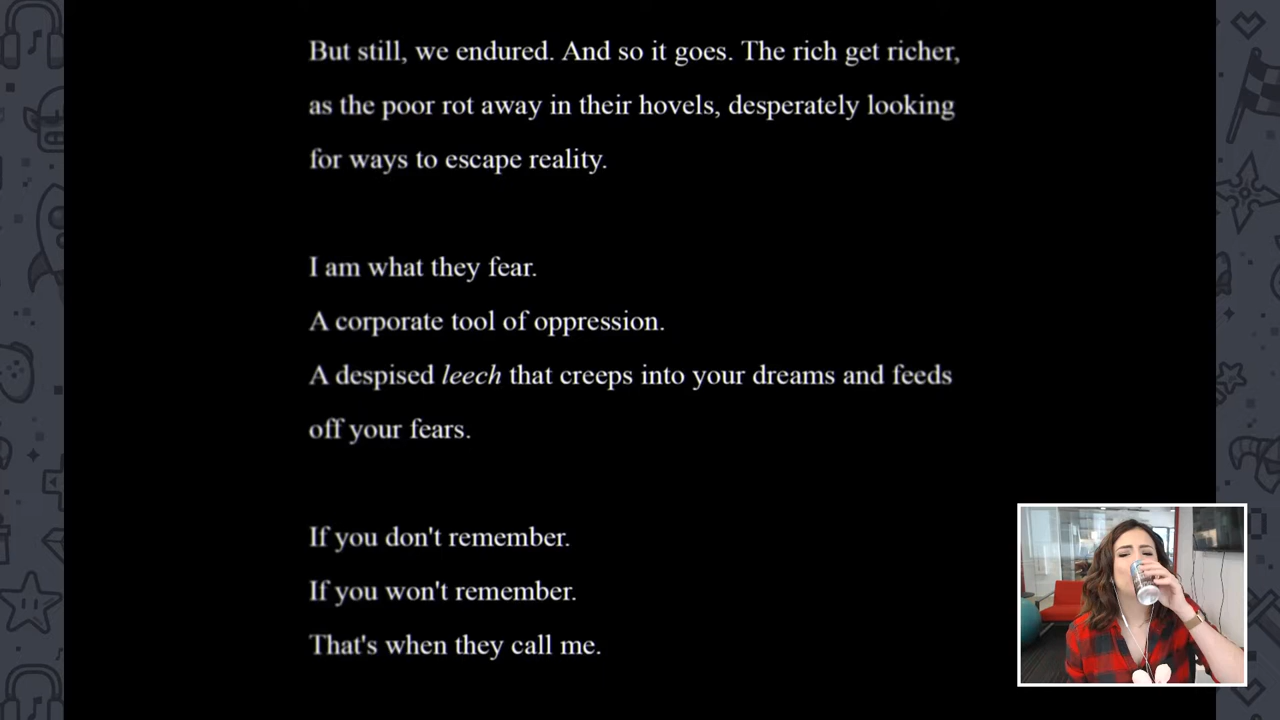 But still, we endured. And so it goes. The rich get richer,
as the poor rot away in their hovels, desperately looking
for ways to escape reality.
I am what they fear.
A corporate tool of oppression.
A despised leech that creeps into your dreams and feeds
off your fears.
If you don't remember.
If you won't remember.
That's when they call me.